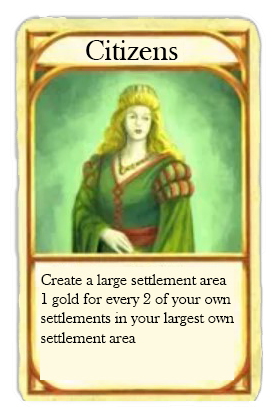 Citizens
Create a large settlement area
1 gold for every 2 of your own
settlements in your largest own
settlement area